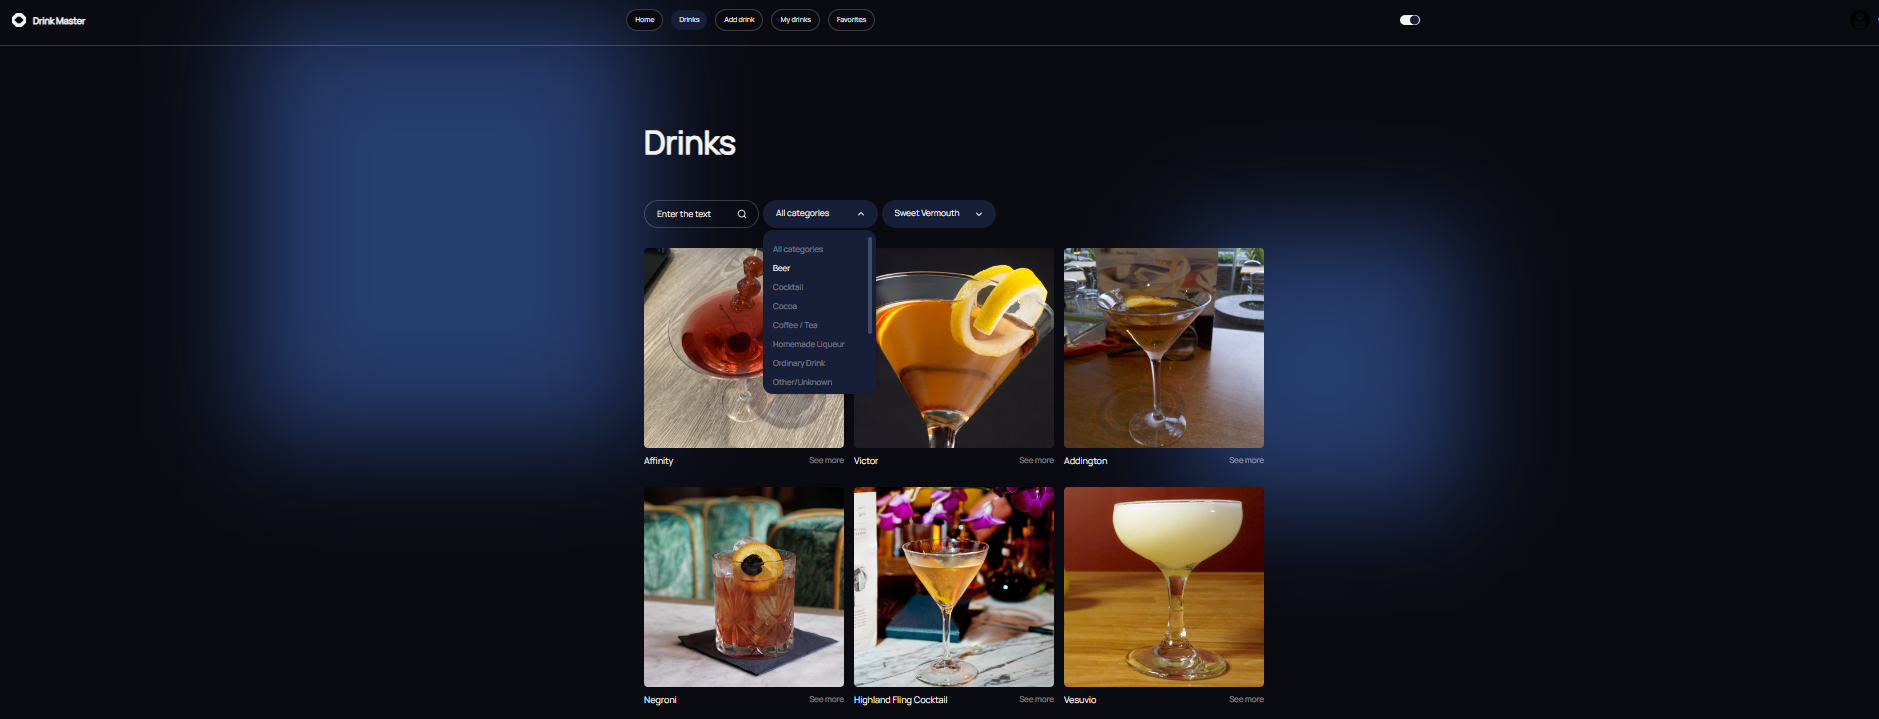 Drink Master
Home
Drinks
Add drink
My drinks
Favorites
Drinks
Enter the text
All categories
Sweet Vermouth
All categories
Beer
Cocktail
Cocoa
Coffee / Tea
Homemade Liqueur
Ordinary Drink
Other/Unknown
Affinity
See more
Victor
See more
Addington
See more
Negroni
See more
Highland Fling Cocktail
See more
Vesuvio
See more